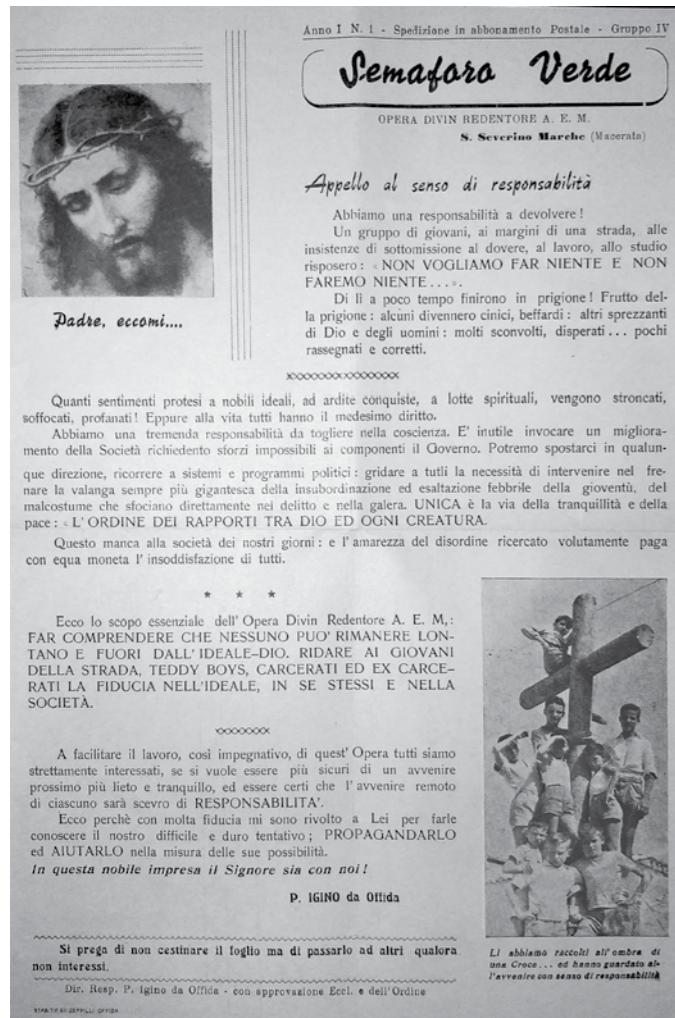 Anno I N. 1 - Spedizione in abbonamento Postale - Gruppo IV
Semaforo Verde
OPERA DIVIN REDENTORE A. E. M.
S. Severino Marche (Macerata)
Padre, eccomi....
Appello al senso di responsabilità
Abbiamo una responsabilità a devolvere !
Un gruppo di giovani, ai margini di una strada, alle
insistenze di sottomissione al dovere, al lavoro, allo studio
risposero : « NON VOGLIAMO FAR NIENTE E NON
FAREMO NIENTE . . . ».
Di lì a poco tempo finirono in prigione ! Frutto del-
la prigione : alcuni divennero cinici, beffardi : altri sprezzanti
di Dio e degli uomini : molti sconvolti, disperati . . . pochi
rassegnati e corretti.
Quanti sentimenti protesi a nobili ideali, ad ardite conquiste, a lotte spirituali, vengono stroncati,
soffocati, profanati ! Eppure alla vita tutti hanno il medesimo diritto.
Abbiamo una tremenda responsabilità da togliere nella coscienza. E' inutile invocare un migliora-
mento della Società richiedento sforzi impossibili ai componenti il Governo. Potremo spostarci in qualun-
que direzione, ricorrere a sistemi e programmi politici : gridare a tutli la necessità di intervenire nel fre-
nare la valanga sempre più gigantesca della insubordinazione ed esaltazione febbrile della gioventù, del
malcostume che sfociano direttamente nel delitto e nella galera. UNICA è la via della tranquillità e della
pace : « L' ORDINE DEI RAPPORTI TRA DIO ED OGNI CREATURA.
Questo manca alla società dei nostri giorni : e l' amarezza del disordine ricercato volutamente paga
con equa moneta l' insoddisfazione di tutti.
* * *
Ecco lo scopo essenziale dell' Opera Divin Redentore A. E. M,:
FAR COMPRENDERE CHE NESSUNO PUO' RIMANERE LON-
TANO E FUORI DALL' IDEALE-DIO. RIDARE AI GIOVANI
DELLA STRADA, TEDDY BOYS, CARCERATI ED EX CARCE-
RATI LA FIDUCIA NELL'IDEALE, IN SE STESSI E NELLA
SOCIETÀ.
A facilitare il lavoro, così impegnativo, di quest' Opera tutti siamo
strettamente interessati, se si vuole essere più sicuri di un avvenire
prossimo più lieto e tranquillo, ed essere certi che l' avvenire remoto
di ciascuno sarà scevro di RESPONSABILITA'.
Ecco perchè con molta fiducia mi sono rivolto a Lei per farle
conoscere il nostro difficile e duro tentativo ; PROPAGANDARLO
ed AIUTARLO nella misura delle sue possibilità.
In questa nobile impresa il Signore sia con noi !
P. IGINO da Offida
Li abbiamo raccolti all' ombra di
una Croce . . . ed hanno guardato al-
l'avvenire con senso di responsabilità
Si prega di non cestinare il foglio ma di passarlo ad altri qualora
non interessi.
Dir. Resp. P. Igino da Offida - con approvazione Eccl. e dell'Ordine
OFFIDA